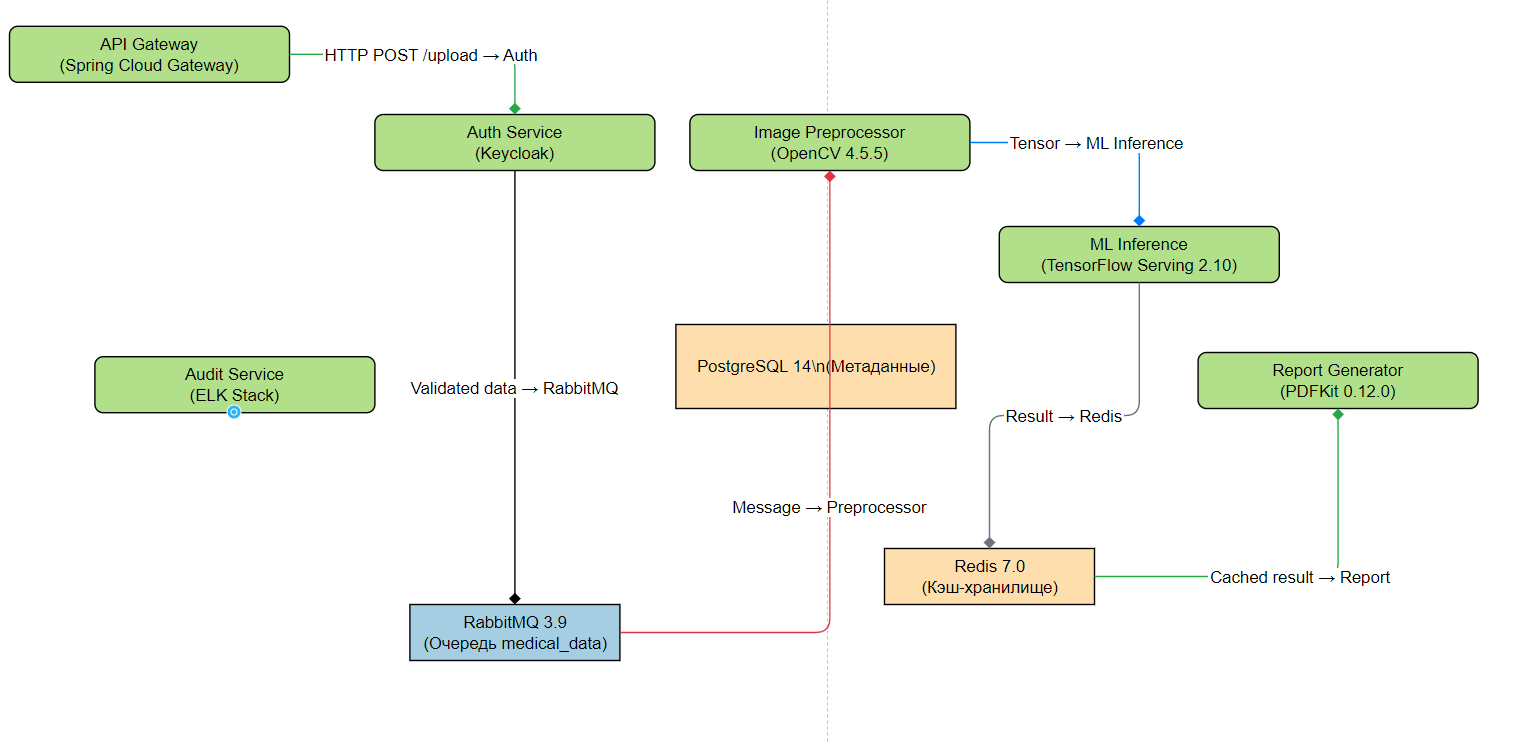 API Gateway
(Spring Cloud Gateway)
HTTP POST /upload → Auth
Auth Service
(Keycloak)
Image Preprocessor
(OpenCV 4.5.5)
Tensor → ML Inference
ML Inference
(TensorFlow Serving 2.10)
PostgreSQL 14\n(Метаданные)
Audit Service
(ELK Stack)
Validated data → RabbitMQ
Report Generator
(PDFKit 0.12.0)
Result → Redis
Message → Preprocessor
Redis 7.0
(Кэш-хранилище)
Cached result → Report
RabbitMQ 3.9
(Очередь medical_data)